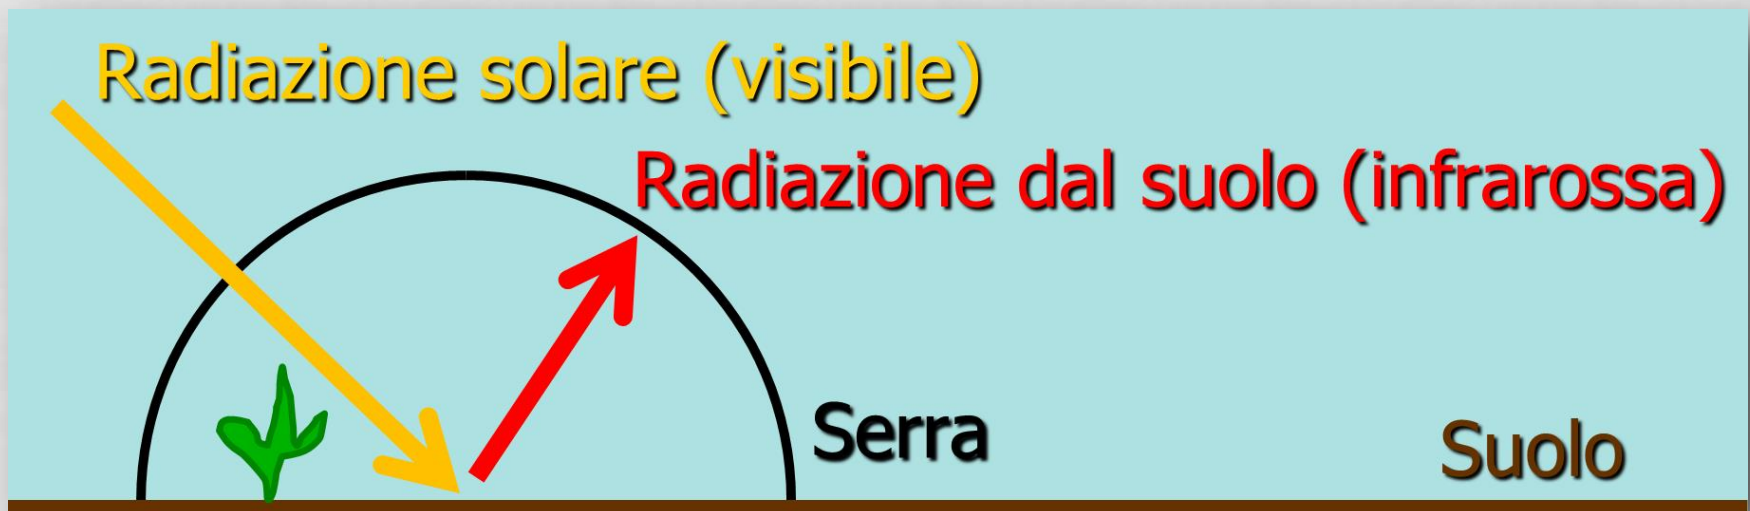 Radiazione solare (visibile)
Radiazione dal suolo (infrarossa)
Serra
Suolo